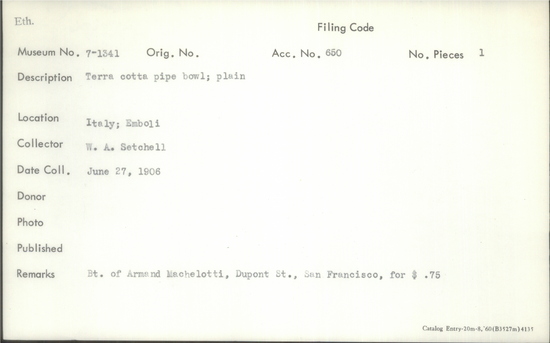 Eth.
Filing Code
Museum No. 7-1341 Orig. No. Acc. No. 650 No. Pieces 1
Description Terra cotta pipe bowl; plain
Location Italy; Emboli
Collector W. A. Setchell
Date Coll. June 27, 1906
Donor
Photo
Published
Remarks Bt. of Armand Machelotti, Dupont St., San Francisco, for $ .75
Catalog Entry-20m-8,'60(B3527m)4135